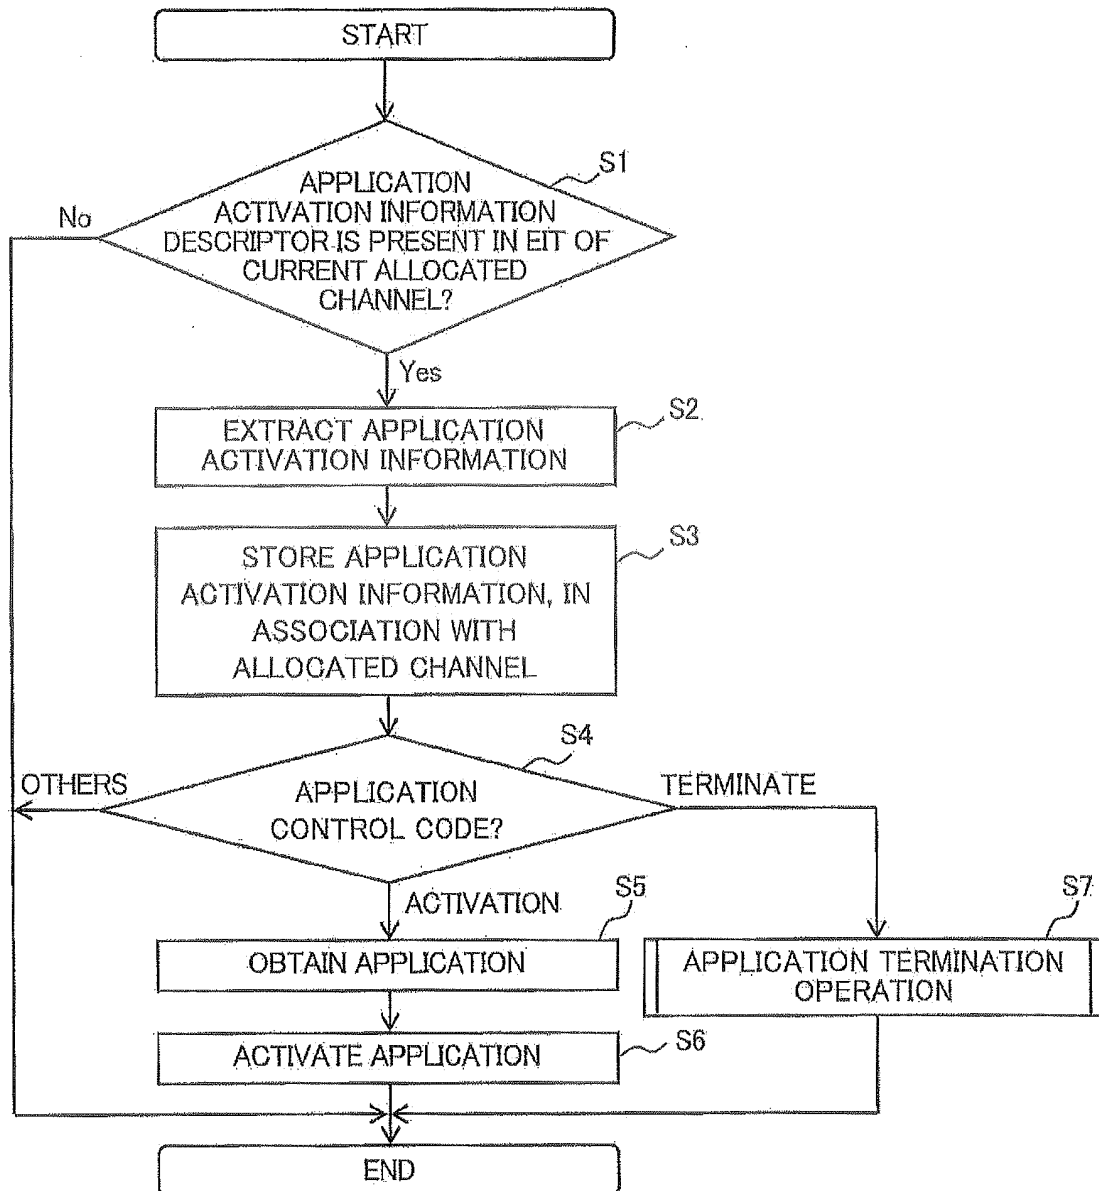 START
S1
APPLICATION
ACTIVATION INFORMATION
DESCRIPTOR IS PRESENT IN EIT OF
CURRENT ALLOCATED
CHANNEL?
No
Yes
S2
EXTRACT APPLICATION
ACTIVATION INFORMATION
S3
STORE APPLICATION
ACTIVATION INFORMATION, IN
ASSOCIATION WITH
ALLOCATED CHANNEL
S4
OTHERS
APPLICATION
CONTROL CODE?
TERMINATE
ACTIVATION
S5
OBTAIN APPLICATION
S7
APPLICATION TERMINATION
OPERATION
ACTIVATE APPLICATION
S6
END